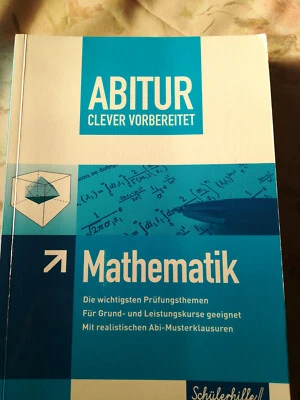 ABITUR
CLEVER VORBEREITET
Mathematik
Die wichtigsten Prüfungsthemen
Für Grund- und Leistungskurse geeignet
Mit realistischen Abi-Musterklausuren
Schülerhilfe!